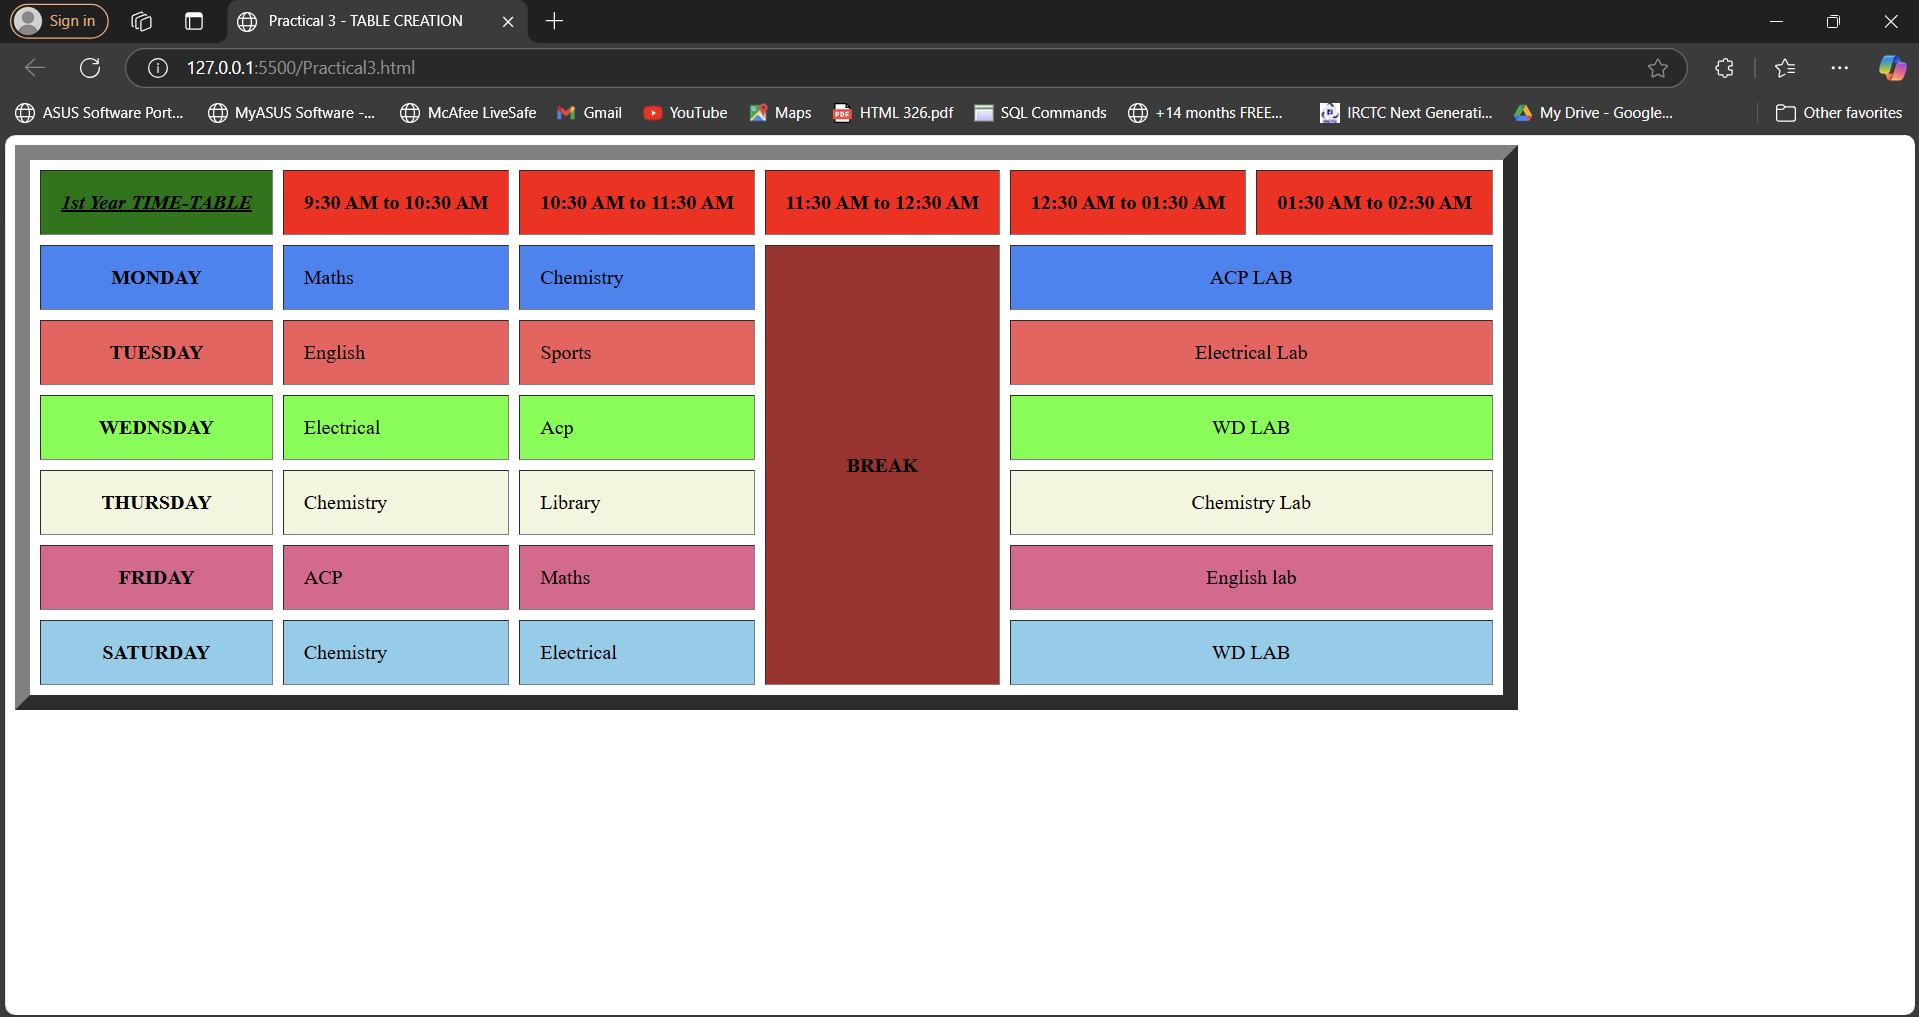 Sign in
Practical 3 - TABLE CREATION
127.0.0.1:5500/Practical3.html
ASUS Software Port... MyASUS Software -... McAfee LiveSafe Gmail YouTube Maps HTML 326.pdf SQL Commands +14 months FREE... IRCTC Next Generati... My Drive - Google... Other favorites
1st Year TIME-TABLE 9:30 AM to 10:30 AM 10:30 AM to 11:30 AM 11:30 AM to 12:30 AM 12:30 AM to 01:30 AM 01:30 AM to 02:30 AM
MONDAY Maths Chemistry ACP LAB
TUESDAY English Sports Electrical Lab
WEDNSDAY Electrical Acp WD LAB
BREAK
THURSDAY Chemistry Library Chemistry Lab
FRIDAY ACP Maths English lab
SATURDAY Chemistry Electrical WD LAB